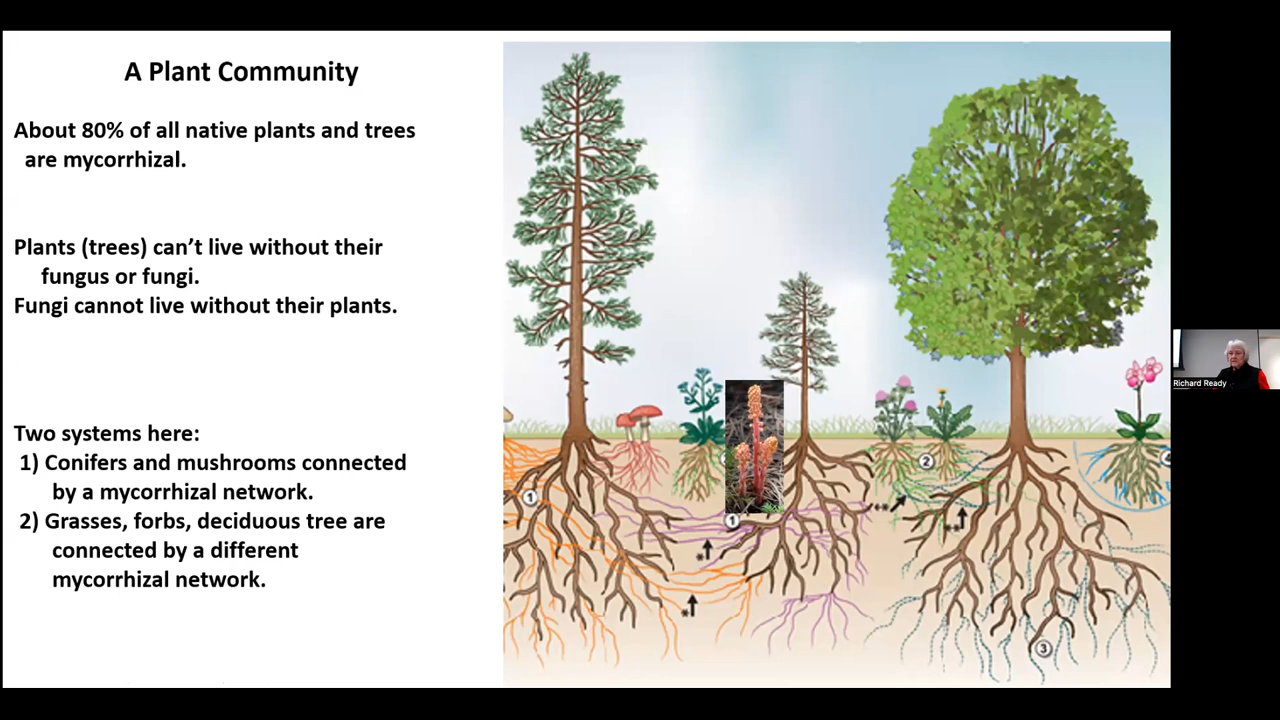 A Plant Community
About 80% of all native plants and trees
are mycorrhizal.
Plants (trees) can’t live without their
fungus or fungi.
Fungi cannot live without their plants.
Two systems here:
1) Conifers and mushrooms connected
by a mycorrhizal network.
2) Grasses, forbs, deciduous tree are
connected by a different
mycorrhizal network.
1
1
*
*
2
**
**
3
4
Richard Ready